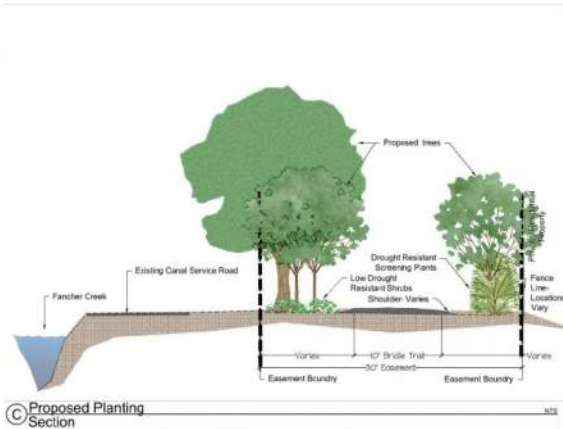 Proposed Trees
Drought Resistant
Screening Plants
Existing Canal Service Road
Low Drought
Resistant Shrubs
Fancher Creek
Shoulder- Varies
Fence
Line-
Locations
Vary
Property
Varies
10' Bridle Trail
Varies
30' Easement
Easement Boundry
Easement Boundry
C Proposed Planting
Section
NTS